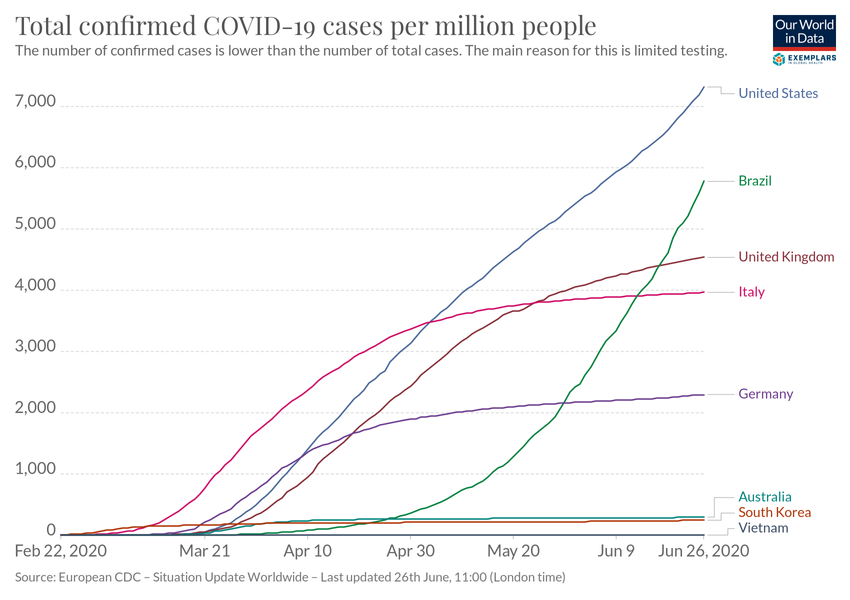 Total confirmed COVID-19 cases per million people
The number of confirmed cases is lower than the number of total cases. The main reason for this is limited testing.
Our World
in Data
EXEMPLARS
IN GLOBAL HEALTH
7,000
6,000
5,000
4,000
3,000
2,000
1,000
0
United States
Brazil
United Kingdom
Italy
Germany
Australia
South Korea
Vietnam
Feb 22, 2020
Mar 21
Apr 10
Apr 30
May 20
Jun 9
Jun 26, 2020
Source: European CDC – Situation Update Worldwide – Last updated 26th June, 11:00 (London time)